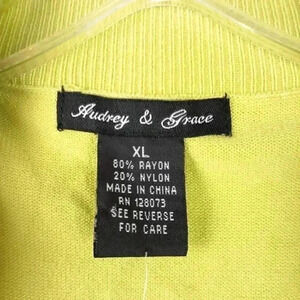 Audrey & Grace
XL
80% RAYON
20% NYLON
MADE IN CHINA
RN 128073
SEE REVERSE
FOR CARE